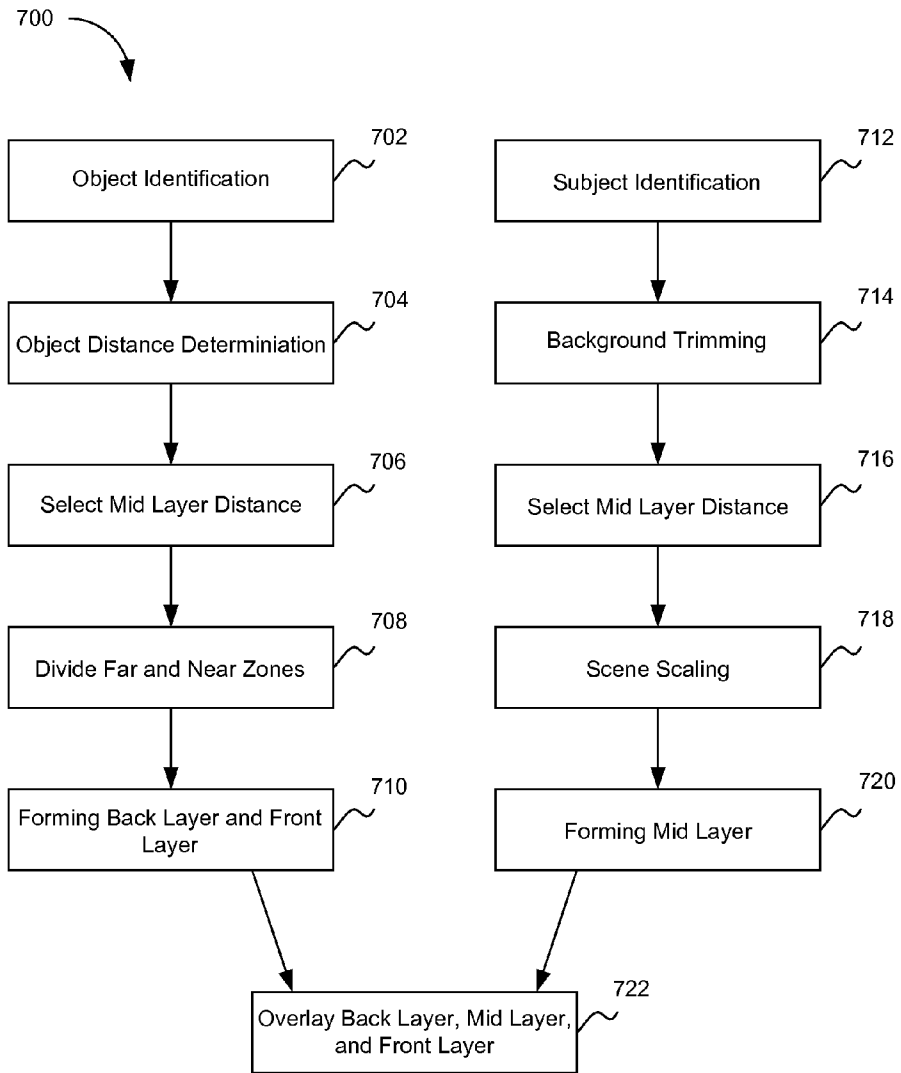 700
702
Object Identification
704
Object Distance Determiniation
706
Select Mid Layer Distance
708
Divide Far and Near Zones
710
Forming Back Layer and Front
Layer
712
Subject Identification
714
Background Trimming
716
Select Mid Layer Distance
718
Scene Scaling
720
Forming Mid Layer
722
Overlay Back Layer, Mid Layer,
and Front Layer